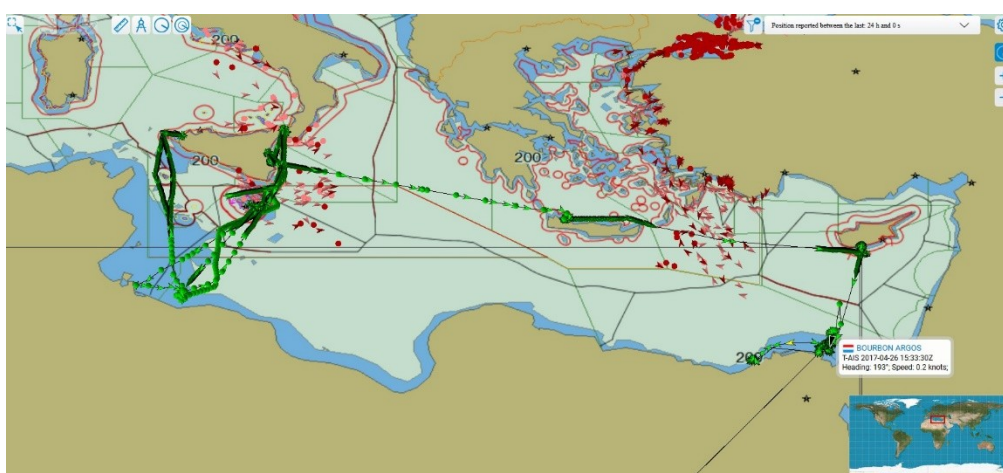 Position reported between the last: 24 h and 0 s
200
200
200
200
BOURBON ARGOS
T-AIS 2017-04-26 15:33:30Z
Heading: 193°; Speed: 0.2 knots;